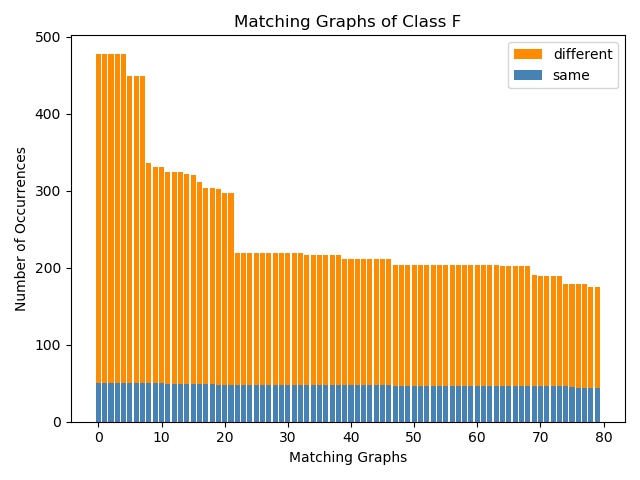 Matching Graphs of Class F
different
same
Number of Occurrences
500
400
300
200
100
0
0 10 20 30 40 50 60 70 80
Matching Graphs